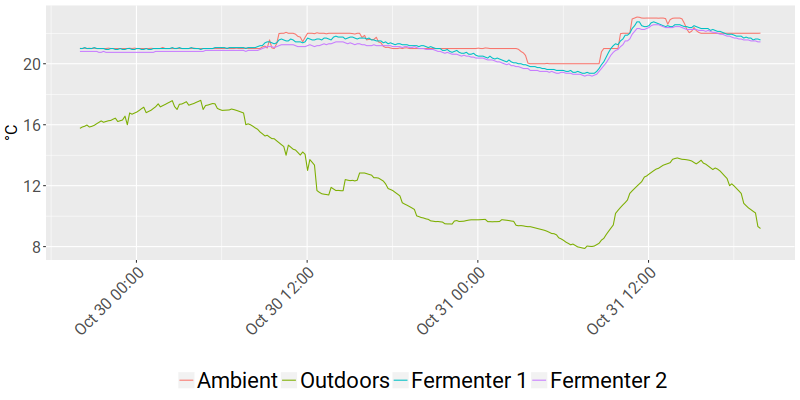 °C
20
16
12
8
Oct 30 00:00
Oct 30 12:00
Oct 31 00:00
Oct 31 12:00
Ambient Outdoors Fermenter 1 Fermenter 2